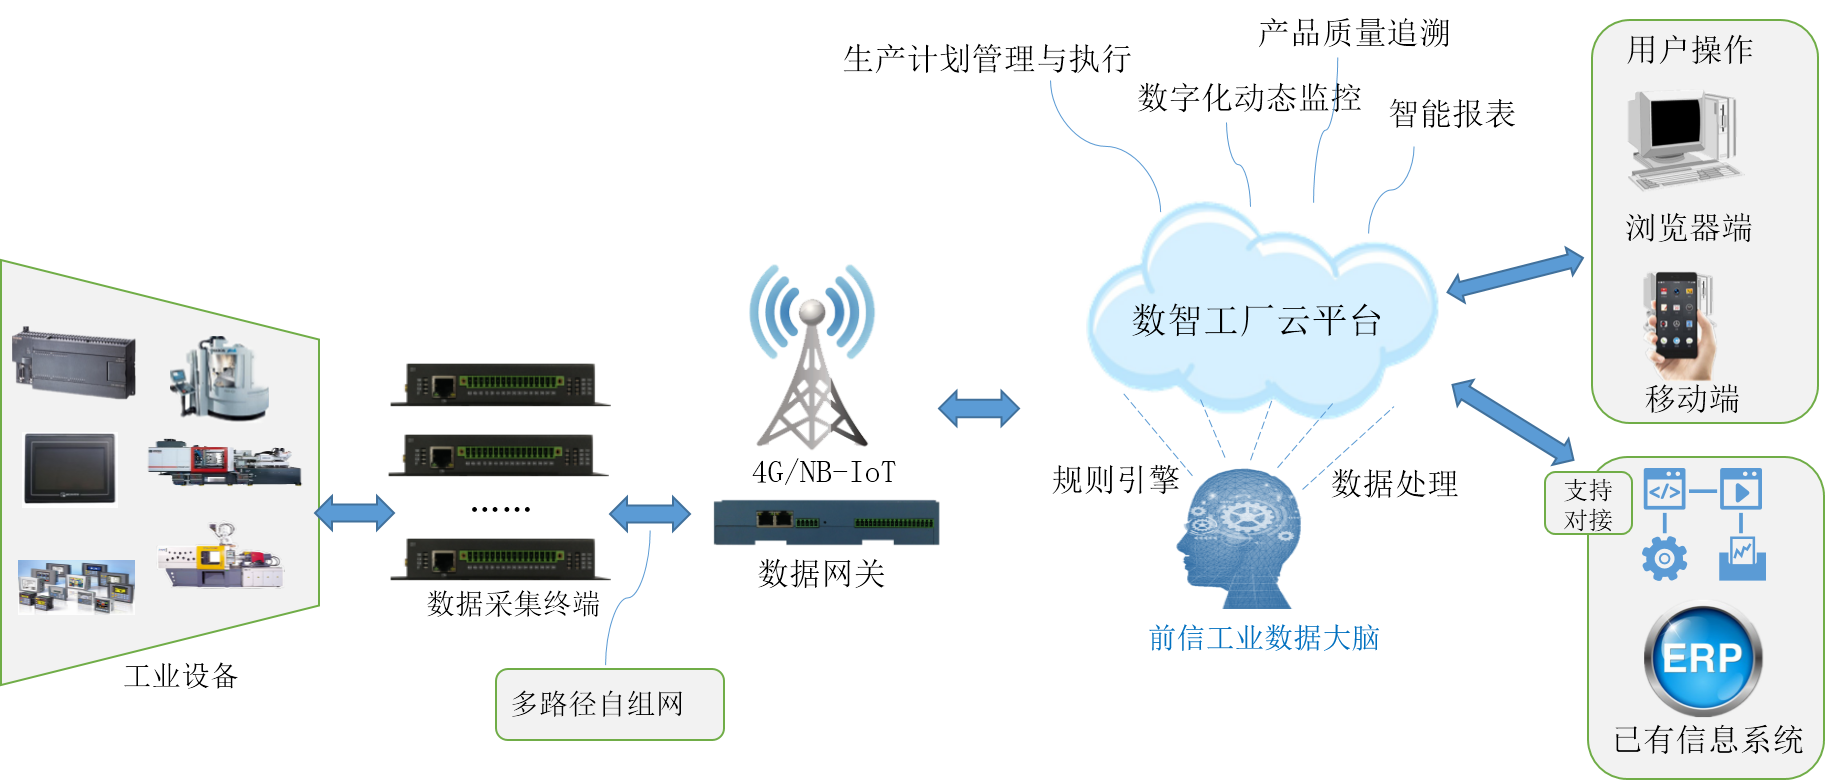 产品质量追溯
生产计划管理与执行
数字化动态监控
智能报表
用户操作
浏览器端
移动端
数智工厂云平台
4G/NB-IoT
规则引擎
数据处理
支持
对接
······
数据网关
数据采集终端
前信工业数据大脑
工业设备
多路径自组网
</>
ERP
已有信息系统